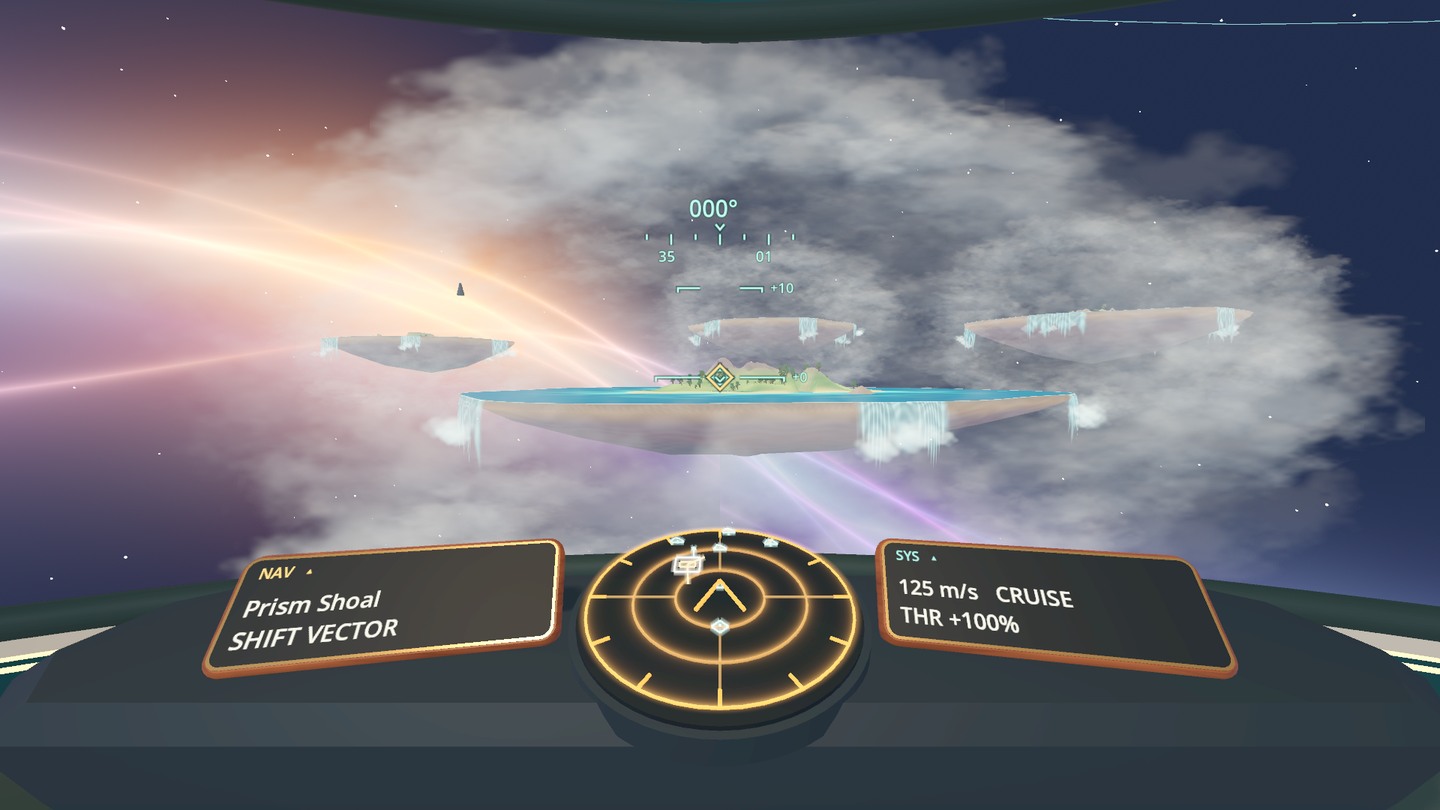 000°
35 01
+10
+0
NAV
Prism Shoal
SHIFT VECTOR
SYS
125 m/s CRUISE
THR +100%